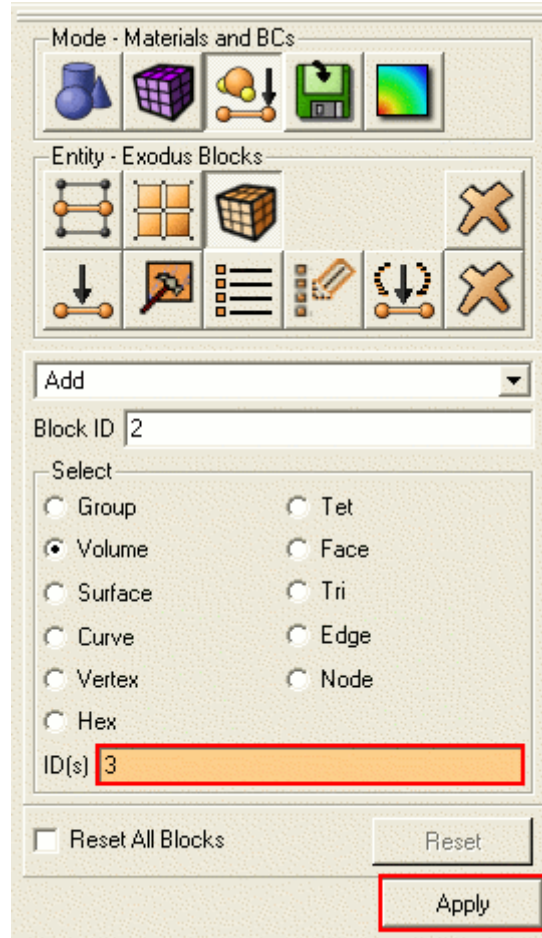 Mode - Materials and BCs
Entity - Exodus Blocks
Add
Block ID 2
Select
Group Tet
Volume Face
Surface Tri
Curve Edge
Vertex Node
Hex
ID(s) 3
Reset All Blocks Reset
Apply